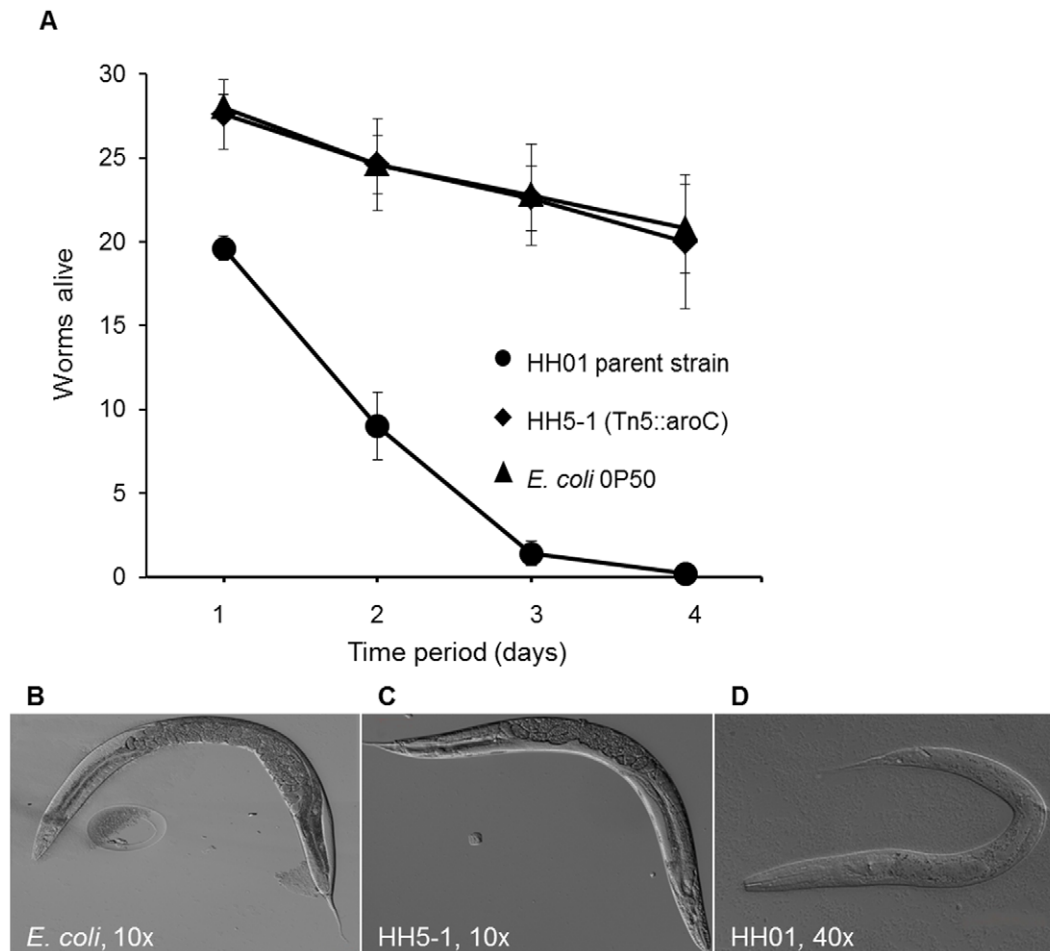 A
30
25
20
15
10
5
0
Worms alive
1 2 3 4
Time period (days)
HH01 parent strain
HH5-1 (Tn5::aroC)
E. coli 0P50
B
C
D
E. coli, 10x
HH5-1, 10x
HH01, 40x